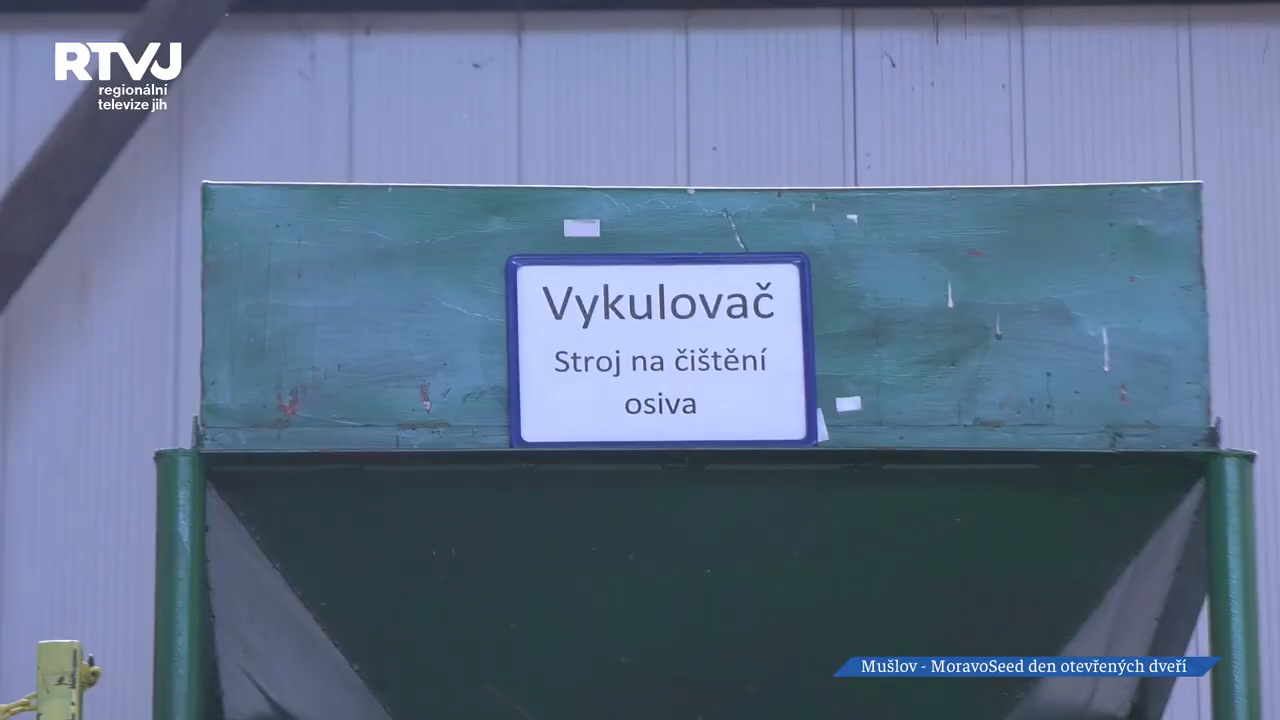 RTVJ
regionální
televize jih
Vykulovač
Stroj na čištění
osiva
Mušlov - MoravoSeed den otevřených dveří